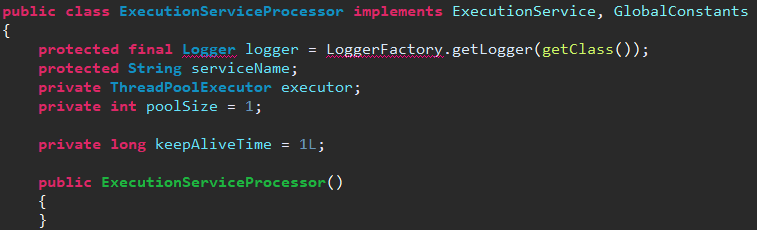 public class ExecutionServiceProcessor implements ExecutionService, GlobalConstants
{
    protected final Logger logger = LoggerFactory.getLogger(getClass());
    protected String serviceName;
    private ThreadPoolExecutor executor;
    private int poolSize = 1;

    private long keepAliveTime = 1L;

    public ExecutionServiceProcessor()
    {
    }